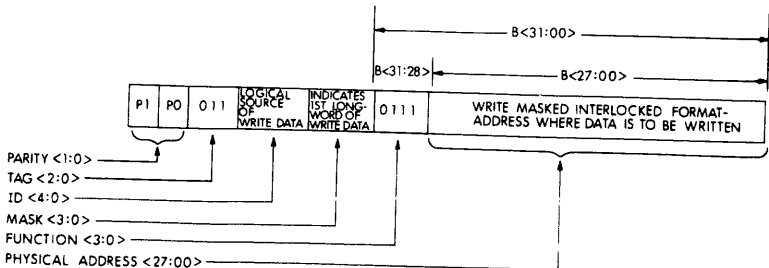 B<31:00>
B<31:28>
B<27:00>
P1
P0
011
LOGICAL
SOURCE
OF
WRITE DATA
INDICATES
1ST LONG-
WORD OF
WRITE DATA
0111
WRITE MASKED INTERLOCKED FORMAT-
ADDRESS WHERE DATA IS TO BE WRITTEN
PARITY <1:0>
TAG <2:0>
ID <4:0>
MASK <3:0>
FUNCTION <3:0>
PHYSICAL ADDRESS <27:00>